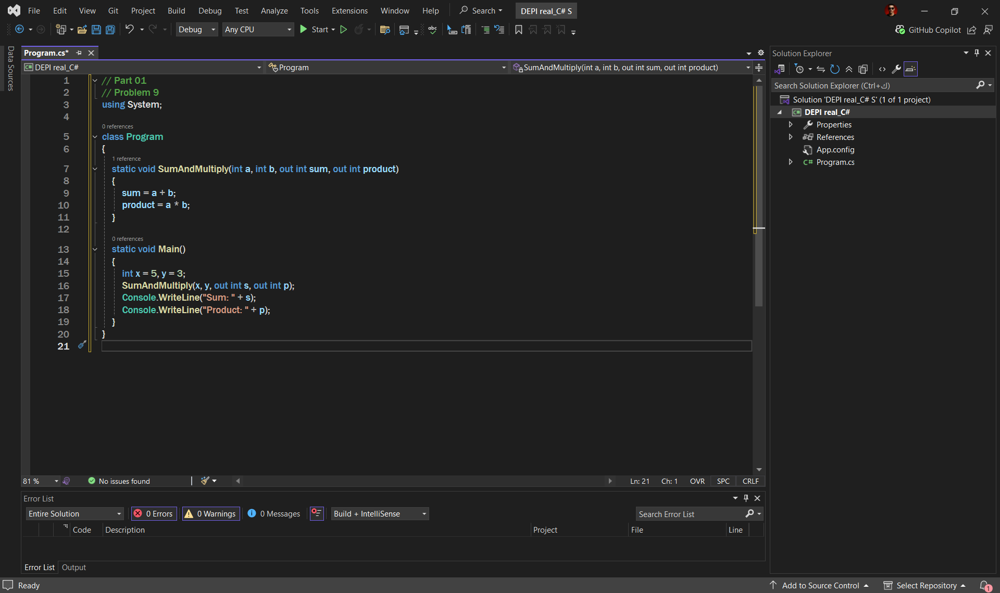 File Edit View Git Project Build Debug Test Analyze Tools Extensions Window Help Search DEPI real_C# S
Debug Any CPU Start abc GitHub Copilot
Data Sources
Program.cs*
DEPI real_C# Program SumAndMultiply(int a, int b, out int sum, out int product)
1 // Part 01
2 // Problem 9
3 using System;
4
0 references
5 class Program
6 {
1 reference
7 static void SumAndMultiply(int a, int b, out int sum, out int product)
8 {
9 sum = a + b;
10 product = a * b;
11 }
12
0 references
13 static void Main()
14 {
15 int x = 5, y = 3;
16 SumAndMultiply(x, y, out int s, out int p);
17 Console.WriteLine("Sum: " + s);
18 Console.WriteLine("Product: " + p);
19 }
20 }
21
81 % No issues found Ln: 21 Ch: 1 OVR SPC CRLF
Error List
Entire Solution 0 Errors 0 Warnings 0 Messages Build + IntelliSense Search Error List
Code Description Project File Line
Error List Output
Solution Explorer
Search Solution Explorer (Ctrl+ك)
Solution 'DEPI real_C# S' (1 of 1 project)
C# DEPI real_C#
Properties
References
App.config
C# Program.cs
Ready Add to Source Control Select Repository 1